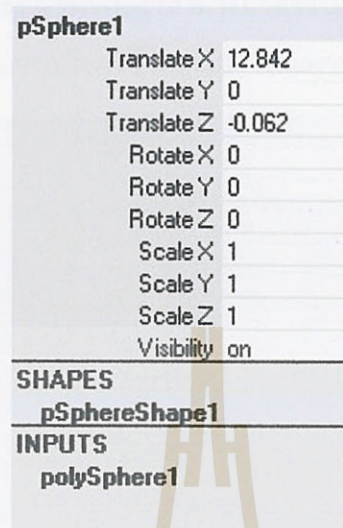 pSphere1
Translate X 12.842
Translate Y 0
Translate Z -0.062
Rotate X 0
Rotate Y 0
Rotate Z 0
Scale X 1
Scale Y 1
Scale Z 1
Visibility on
SHAPES
pSphereShape1
INPUTS
polySphere1